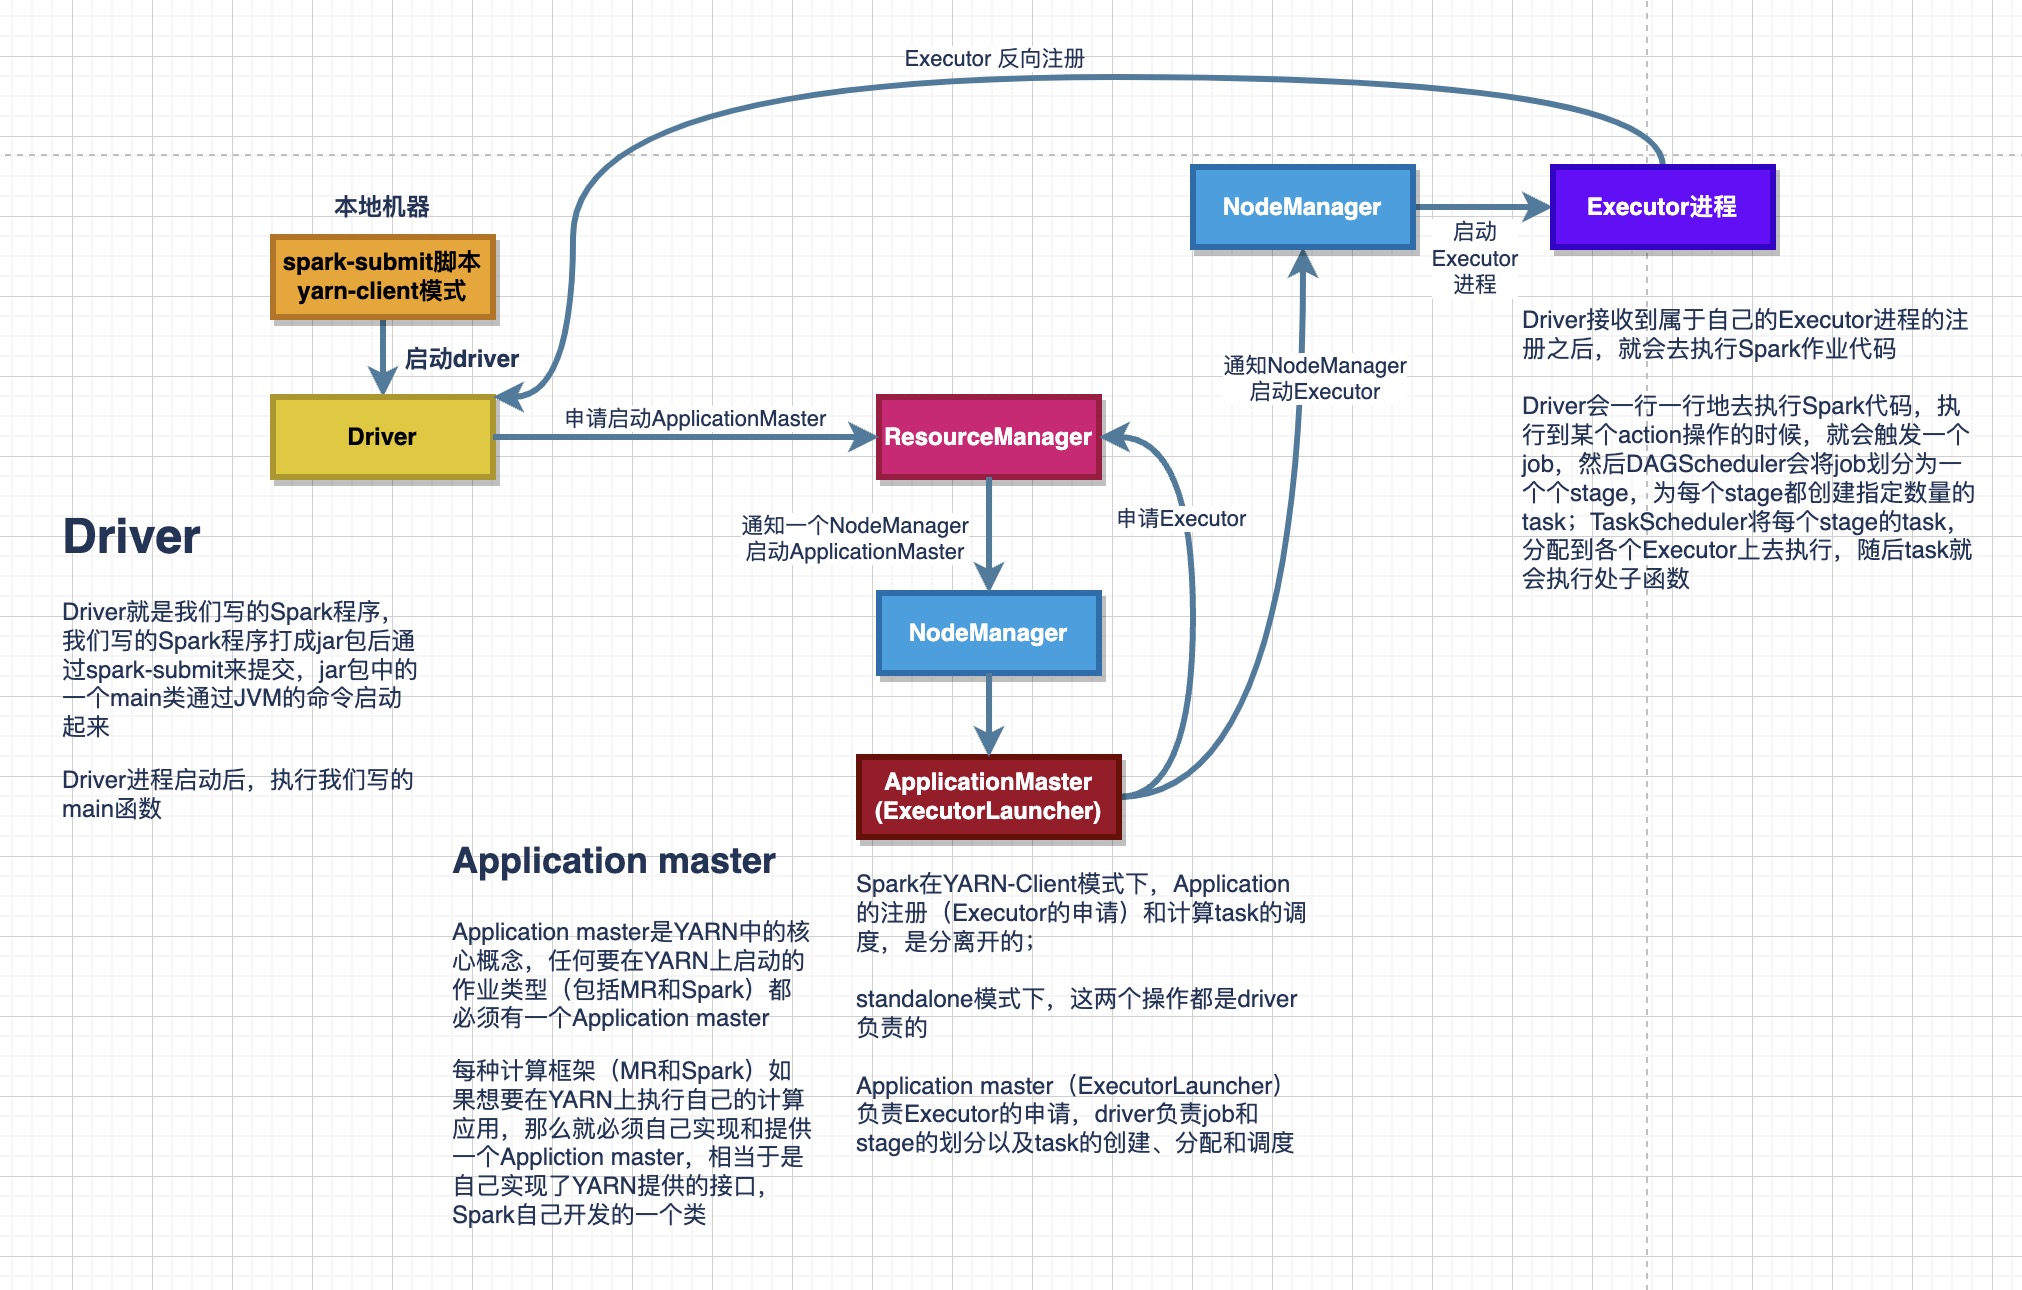 Executor 反向注册
本地机器
spark-submit脚本
yarn-client模式
启动driver
Driver
申请启动ApplicationMaster
ResourceManager
通知一个NodeManager
启动ApplicationMaster
NodeManager
ApplicationMaster
(ExecutorLauncher)
申请Executor
通知NodeManager
启动Executor
NodeManager
启动
Executor
进程
Executor进程
Driver接收到属于自己的Executor进程的注
册之后，就会去执行Spark作业代码
Driver会一行一行地去执行Spark代码，执
行到某个action操作的时候，就会触发一个
job，然后DAGScheduler会将job划分为一
个个stage，为每个stage都创建指定数量的
task；TaskScheduler将每个stage的task，
分配到各个Executor上去执行，随后task就
会执行处子函数
Driver
Driver就是我们写的Spark程序，
我们写的Spark程序打成jar包后通
过spark-submit来提交，jar包中的
一个main类通过JVM的命令启动
起来
Driver进程启动后，执行我们写的
main函数
Application master
Application master是YARN中的核
心概念，任何要在YARN上启动的
作业类型（包括MR和Spark）都
必须有一个Application master
每种计算框架（MR和Spark）如
果想要在YARN上执行自己的计算
应用，那么就必须自己实现和提供
一个Appliction master，相当于是
自己实现了YARN提供的接口，
Spark自己开发的一个类
Spark在YARN-Client模式下，Application
的注册（Executor的申请）和计算task的调
度，是分离开的；
standalone模式下，这两个操作都是driver
负责的
Application master（ExecutorLauncher）
负责Executor的申请，driver负责job和
stage的划分以及task的创建、分配和调度